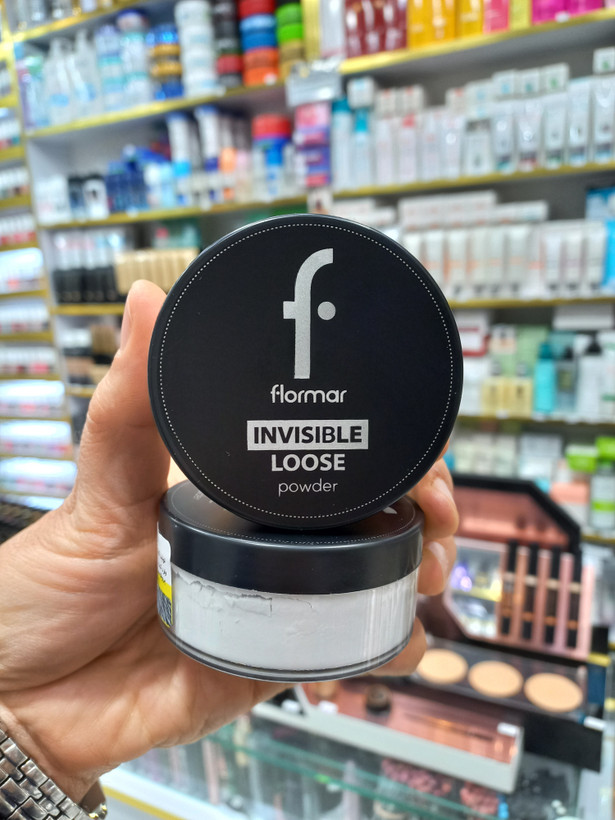 f
flormar
INVISIBLE
LOOSE
powder